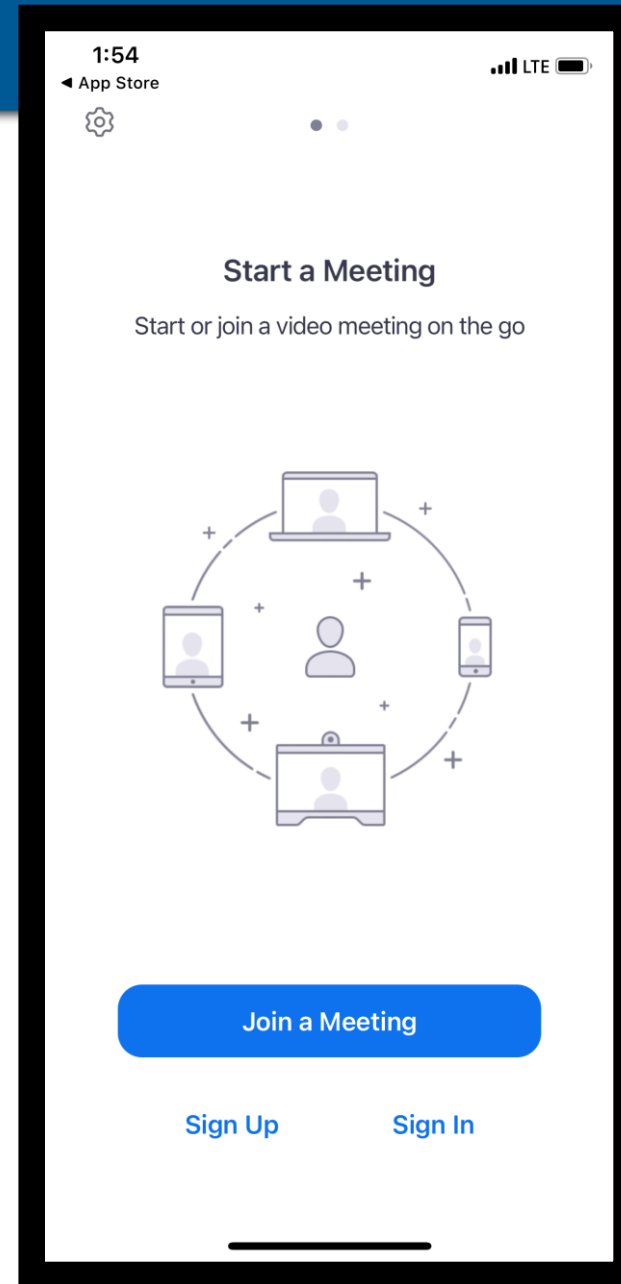 1:54
LTE
◀ App Store
Start a Meeting
Start or join a video meeting on the go
Join a Meeting
Sign Up
Sign In